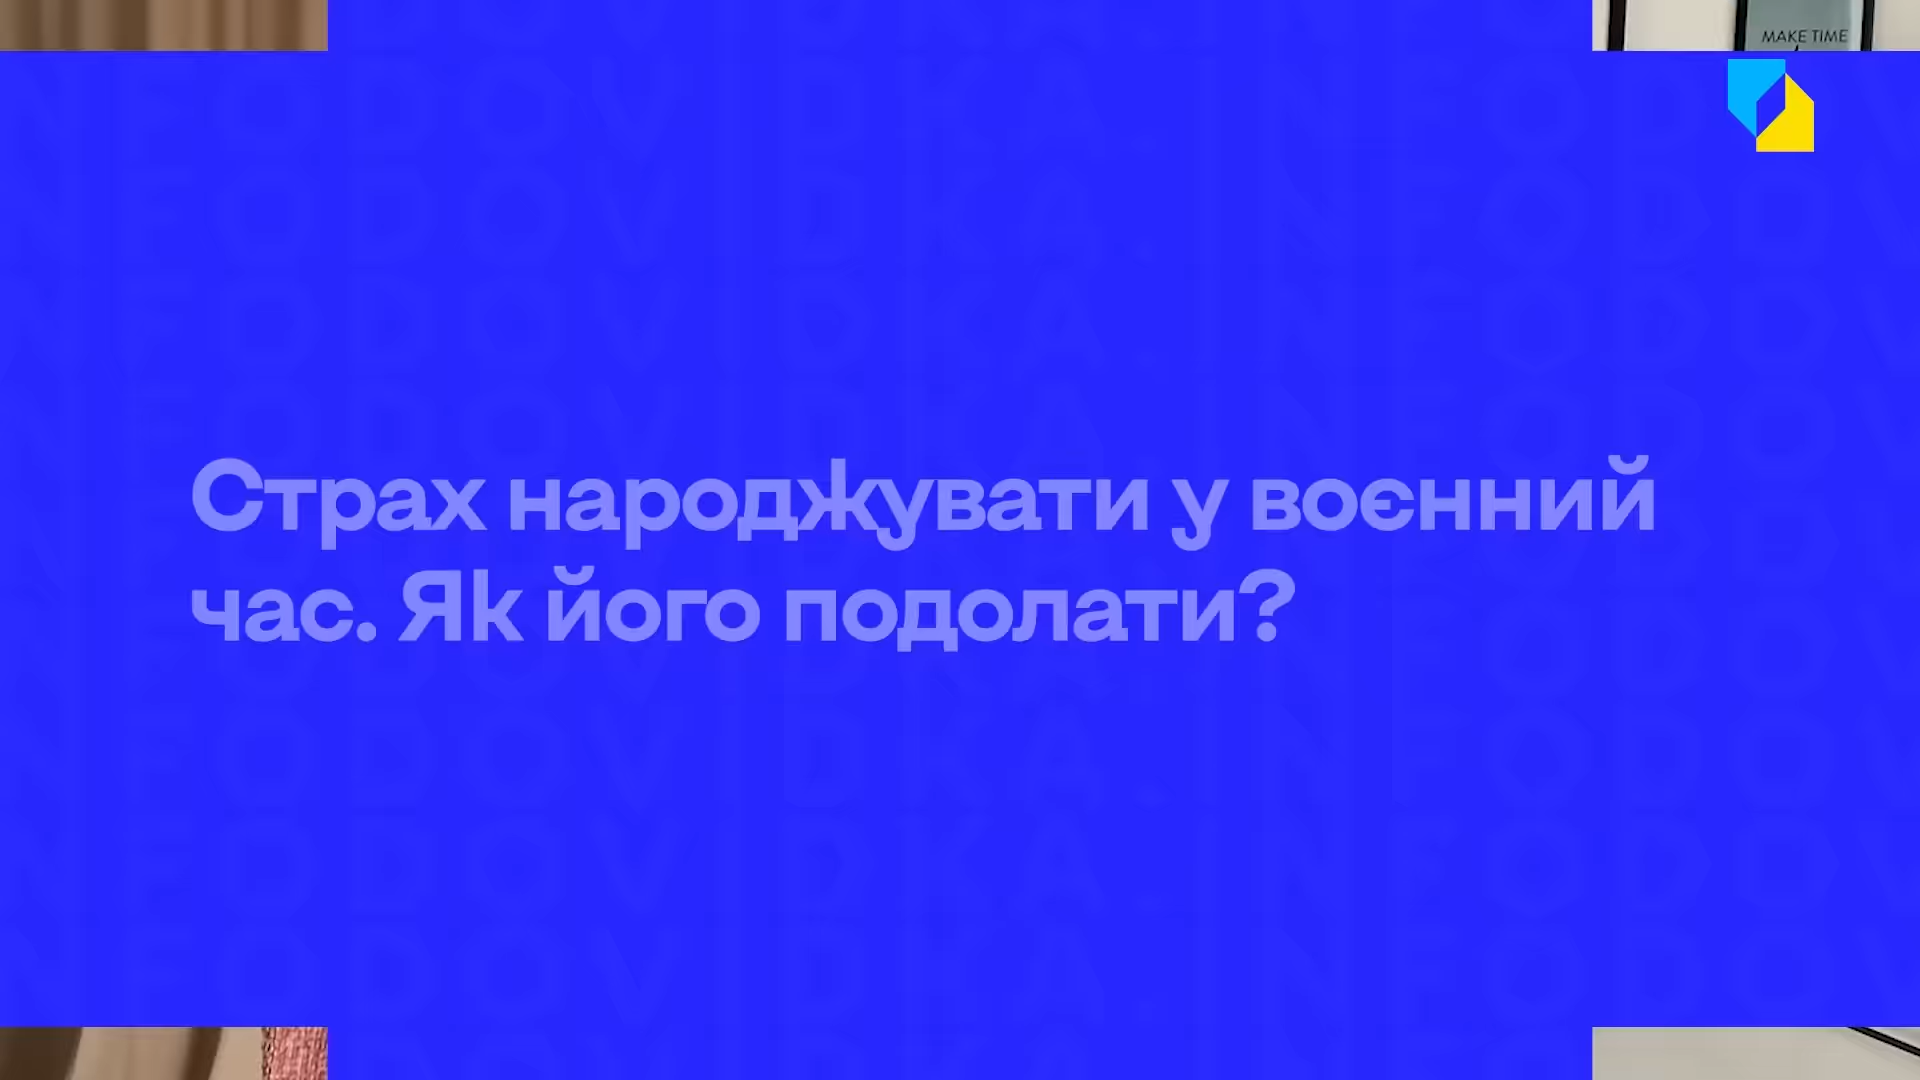 MAKE TIME
Страх народжувати у воєнний
час. Як його подолати?